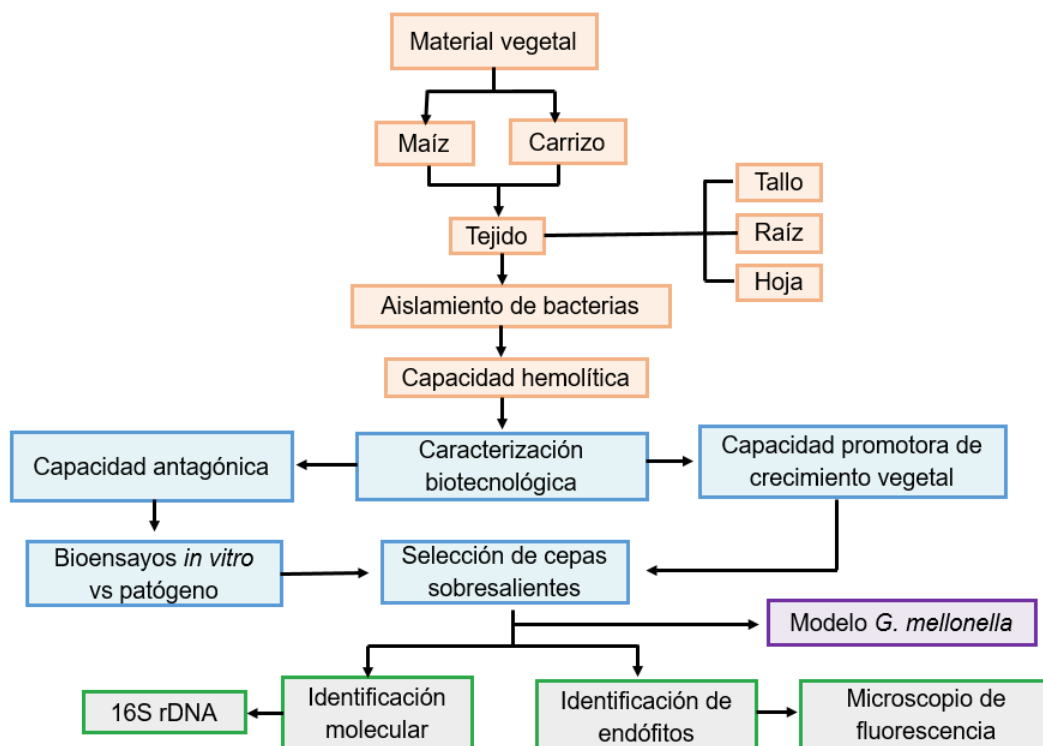 Material vegetal
Maíz
Carrizo
Tallo
Tejido
Raíz
Hoja
Aislamiento de bacterias
Capacidad hemolítica
Capacidad antagónica
Caracterización
biotecnológica
Capacidad promotora de
crecimiento vegetal
Bioensayos in vitro
vs patógeno
Selección de cepas
sobresalientes
Modelo G. mellonella
16S rDNA
Identificación
molecular
Identificación de
endófitos
Microscopio de
fluorescencia